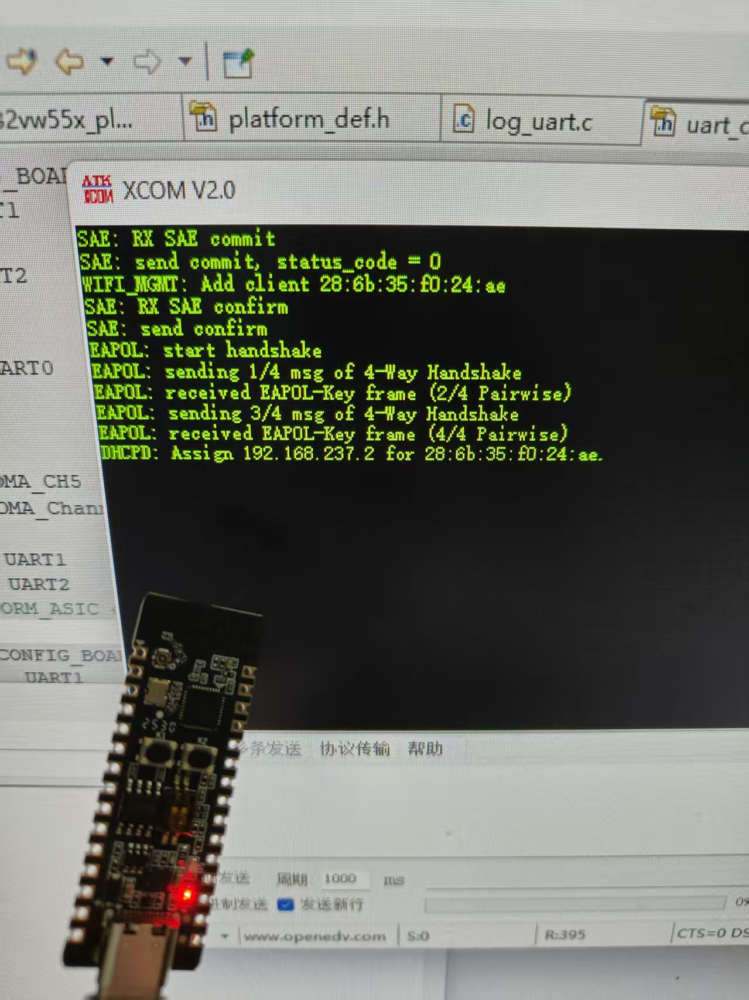 platform_def.h
log_uart.c
_BOAR
XCOM V2.0
T1
SAE: RX SAE commit
SAE: send commit, status_code = 0
T2
WIFI_MGMT: Add client 28:6b:35:f0:24:ae
SAE: RX SAE confirm
SAE: send confirm
EAPOL: start handshake
ART0
EAPOL: sending 1/4 msg of 4-Way Handshake
EAPOL: received EAPOL-Key frame (2/4 Pairwise)
EAPOL: sending 3/4 msg of 4-Way Handshake
EAPOL: received EAPOL-Key frame (4/4 Pairwise)
DHCPD: Assign 192.168.237.2 for 28:6b:35:f0:24:ae.
DMA_CH5
DMA_Chann
UART1
UART2
ORM_ASIC
CONFIG_BOA
UART1
2530
K1
K2
条发送 协议传输 帮助
发送 周期 1000 ms
制发送 发送新行
www.openedv.com S:0 R:395 CTS=0 DS